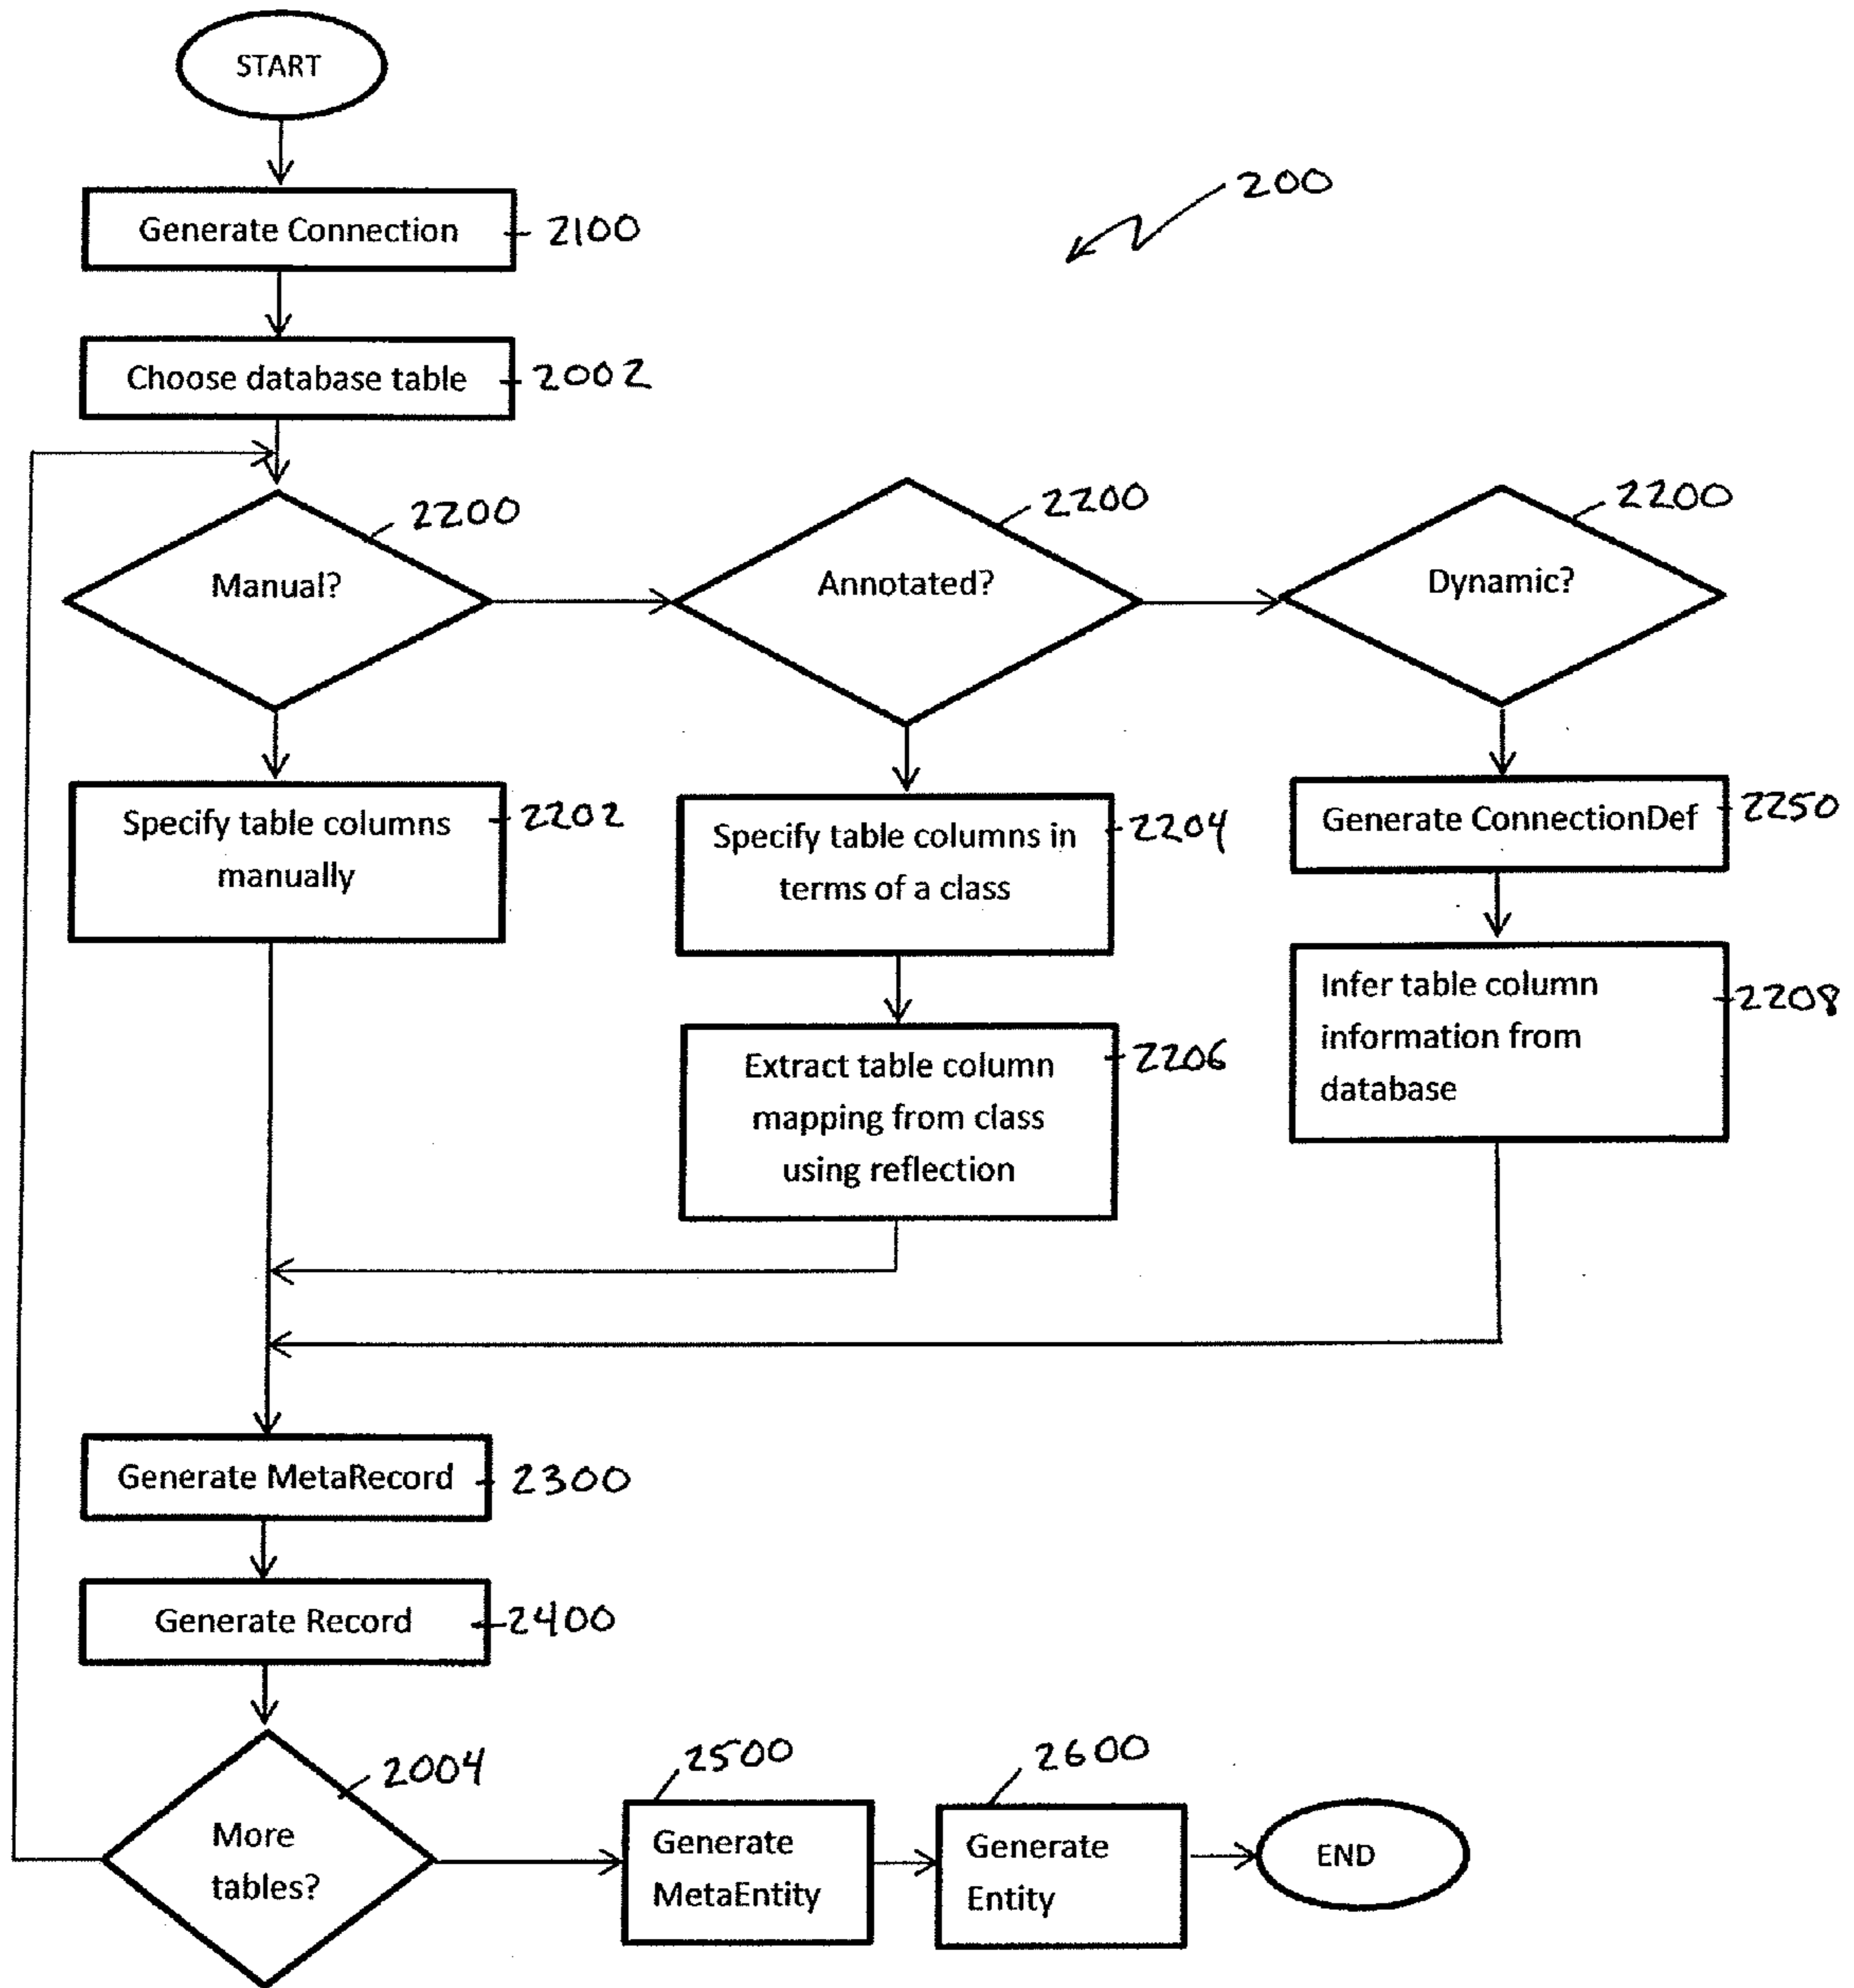 START
200
Generate Connection
2100
Choose database table
2002
2200
2200
2200
Manual?
Annotated?
Dynamic?
Specify table columns
manually
2202
Specify table columns in
terms of a class
2204
Generate ConnectionDef
2250
Extract table column
mapping from class
using reflection
2206
Infer table column
information from
database
2208
Generate MetaRecord
2300
Generate Record
2400
More
tables?
2004
2500
Generate
MetaEntity
2600
Generate
Entity
END